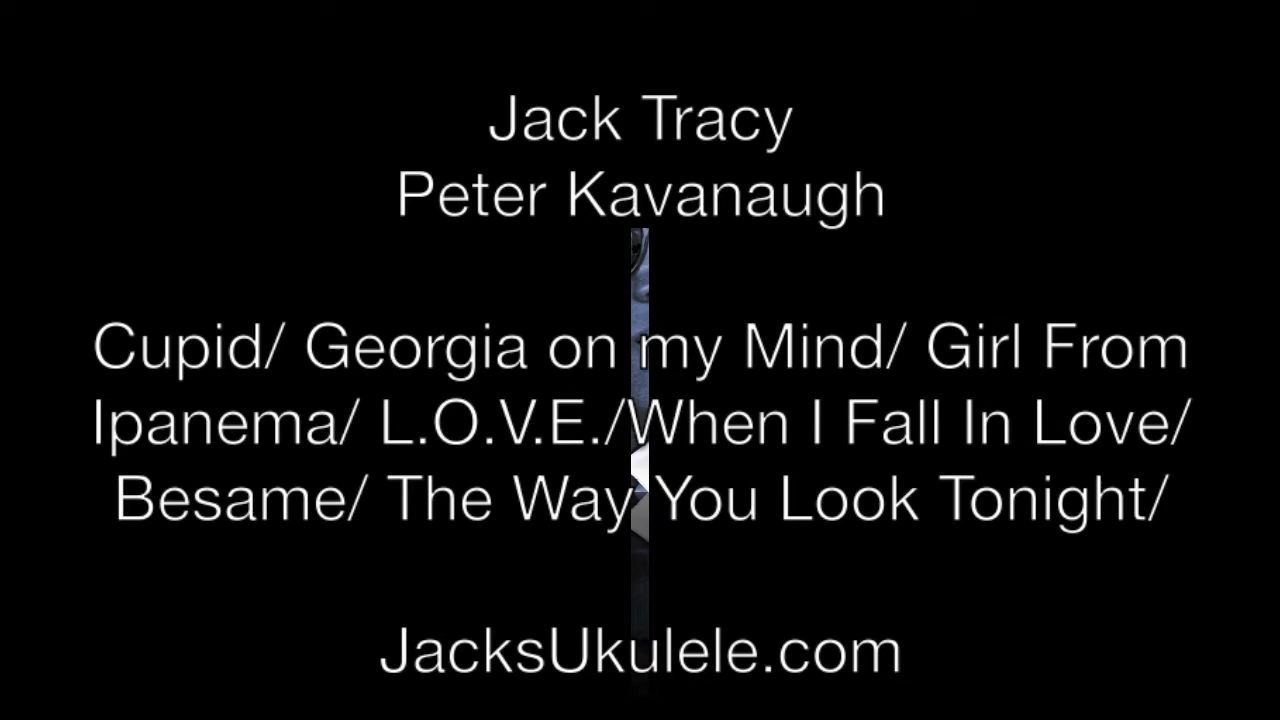 Jack Tracy
Peter Kavanaugh
Cupid/ Georgia on my Mind/ Girl From
Ipanema/ L.O.V.E./When I Fall In Love/
Besame/ The Way You Look Tonight/
JacksUkulele.com